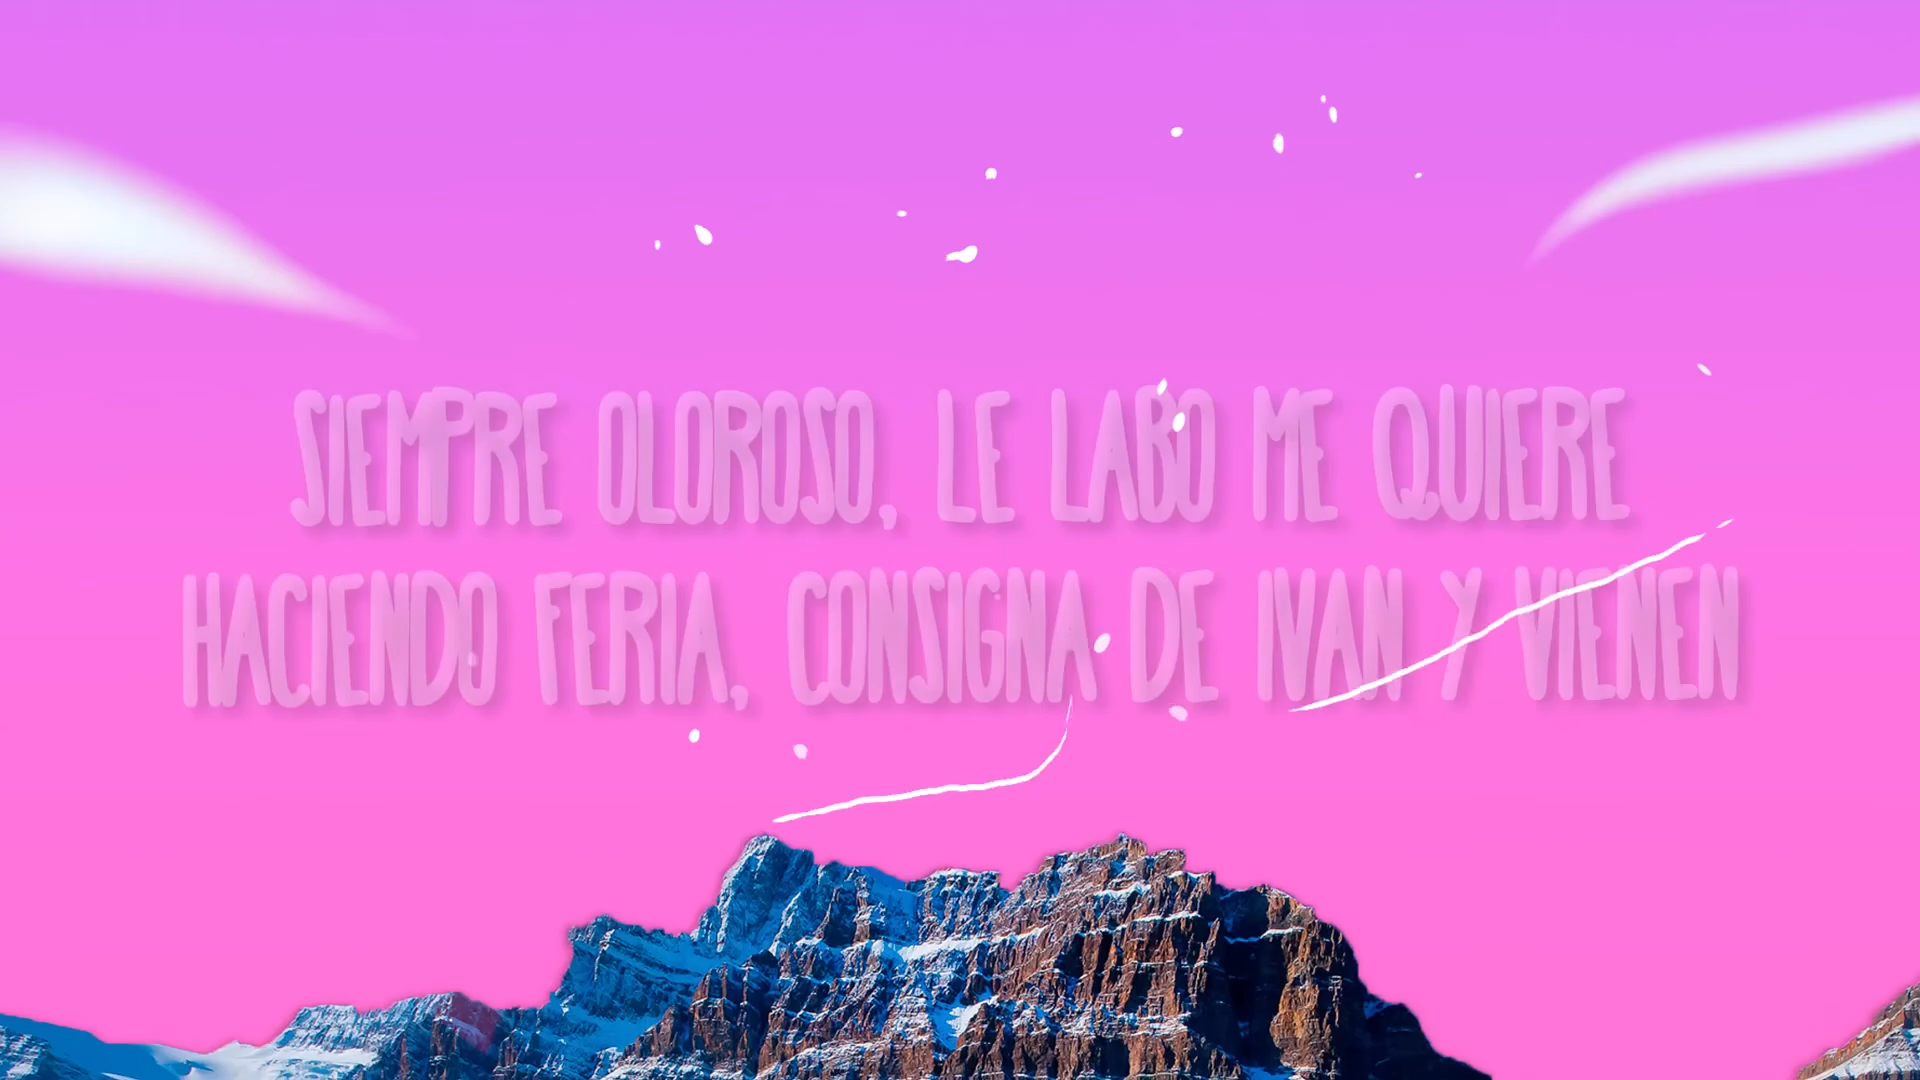 SIEMPRE OLOROSO, LE LABO ME QUIERE
HACIENDO FERIA, CONSIGNA DE IVAN Y VIENEN